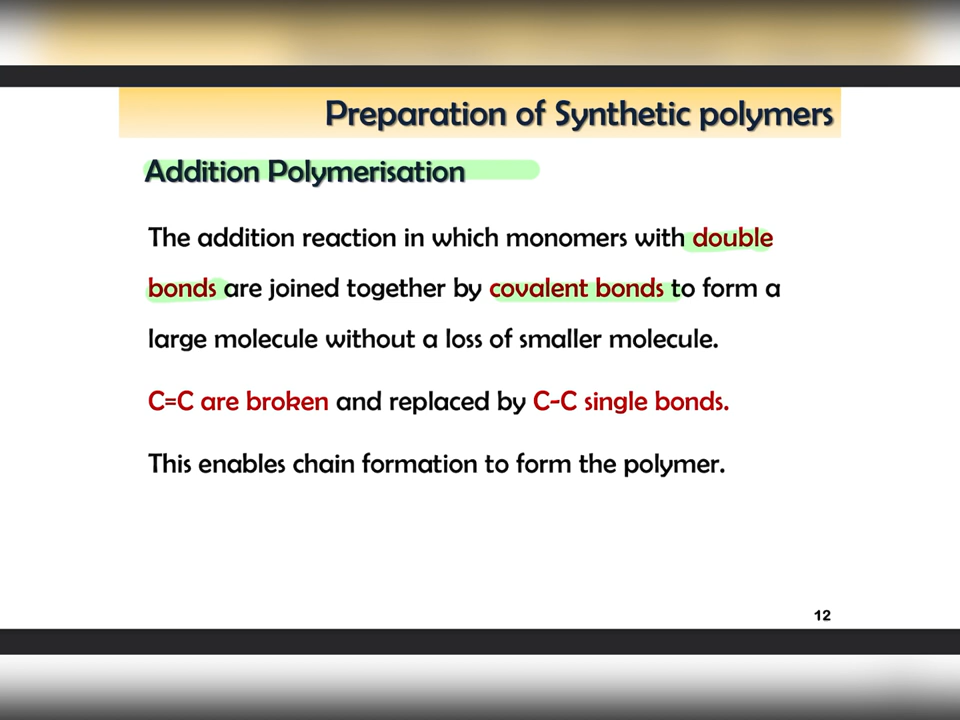 Preparation of Synthetic polymers
Addition Polymerisation
The addition reaction in which monomers with double
bonds are joined together by covalent bonds to form a
large molecule without a loss of smaller molecule.
C=C are broken and replaced by C-C single bonds.
This enables chain formation to form the polymer.
12